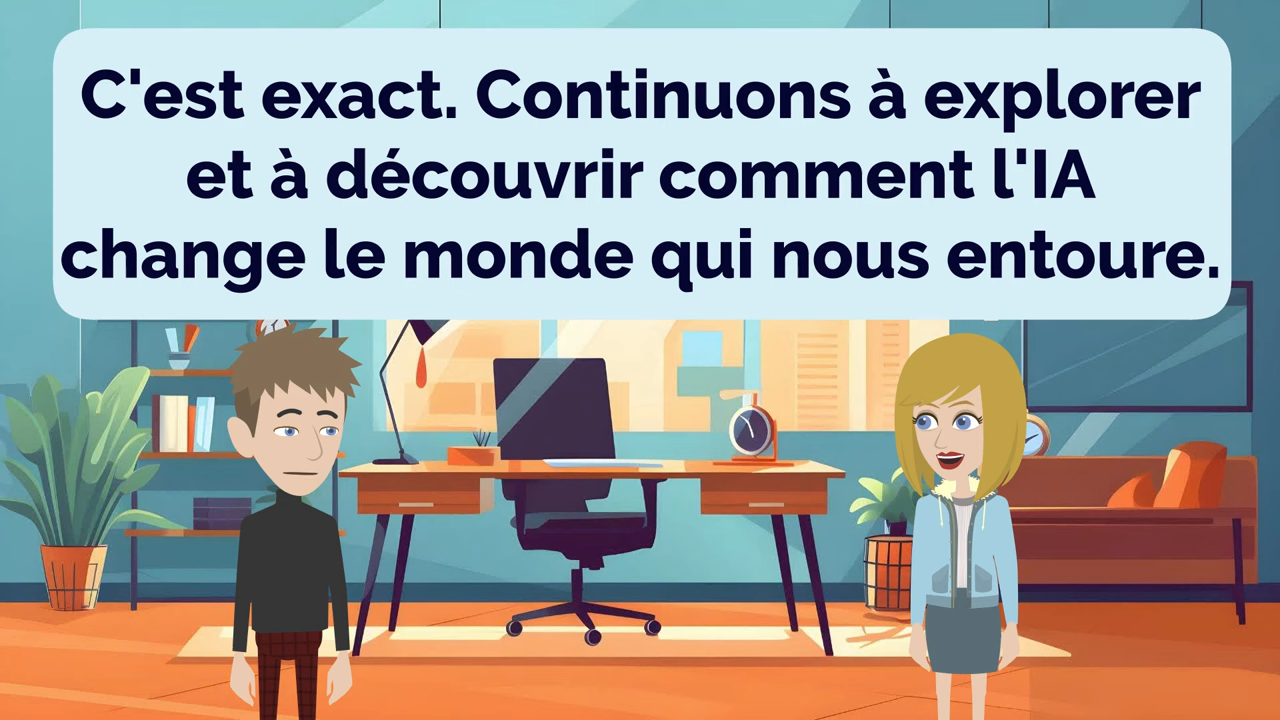 C'est exact. Continuons à explorer
et à découvrir comment l'IA
change le monde qui nous entoure.